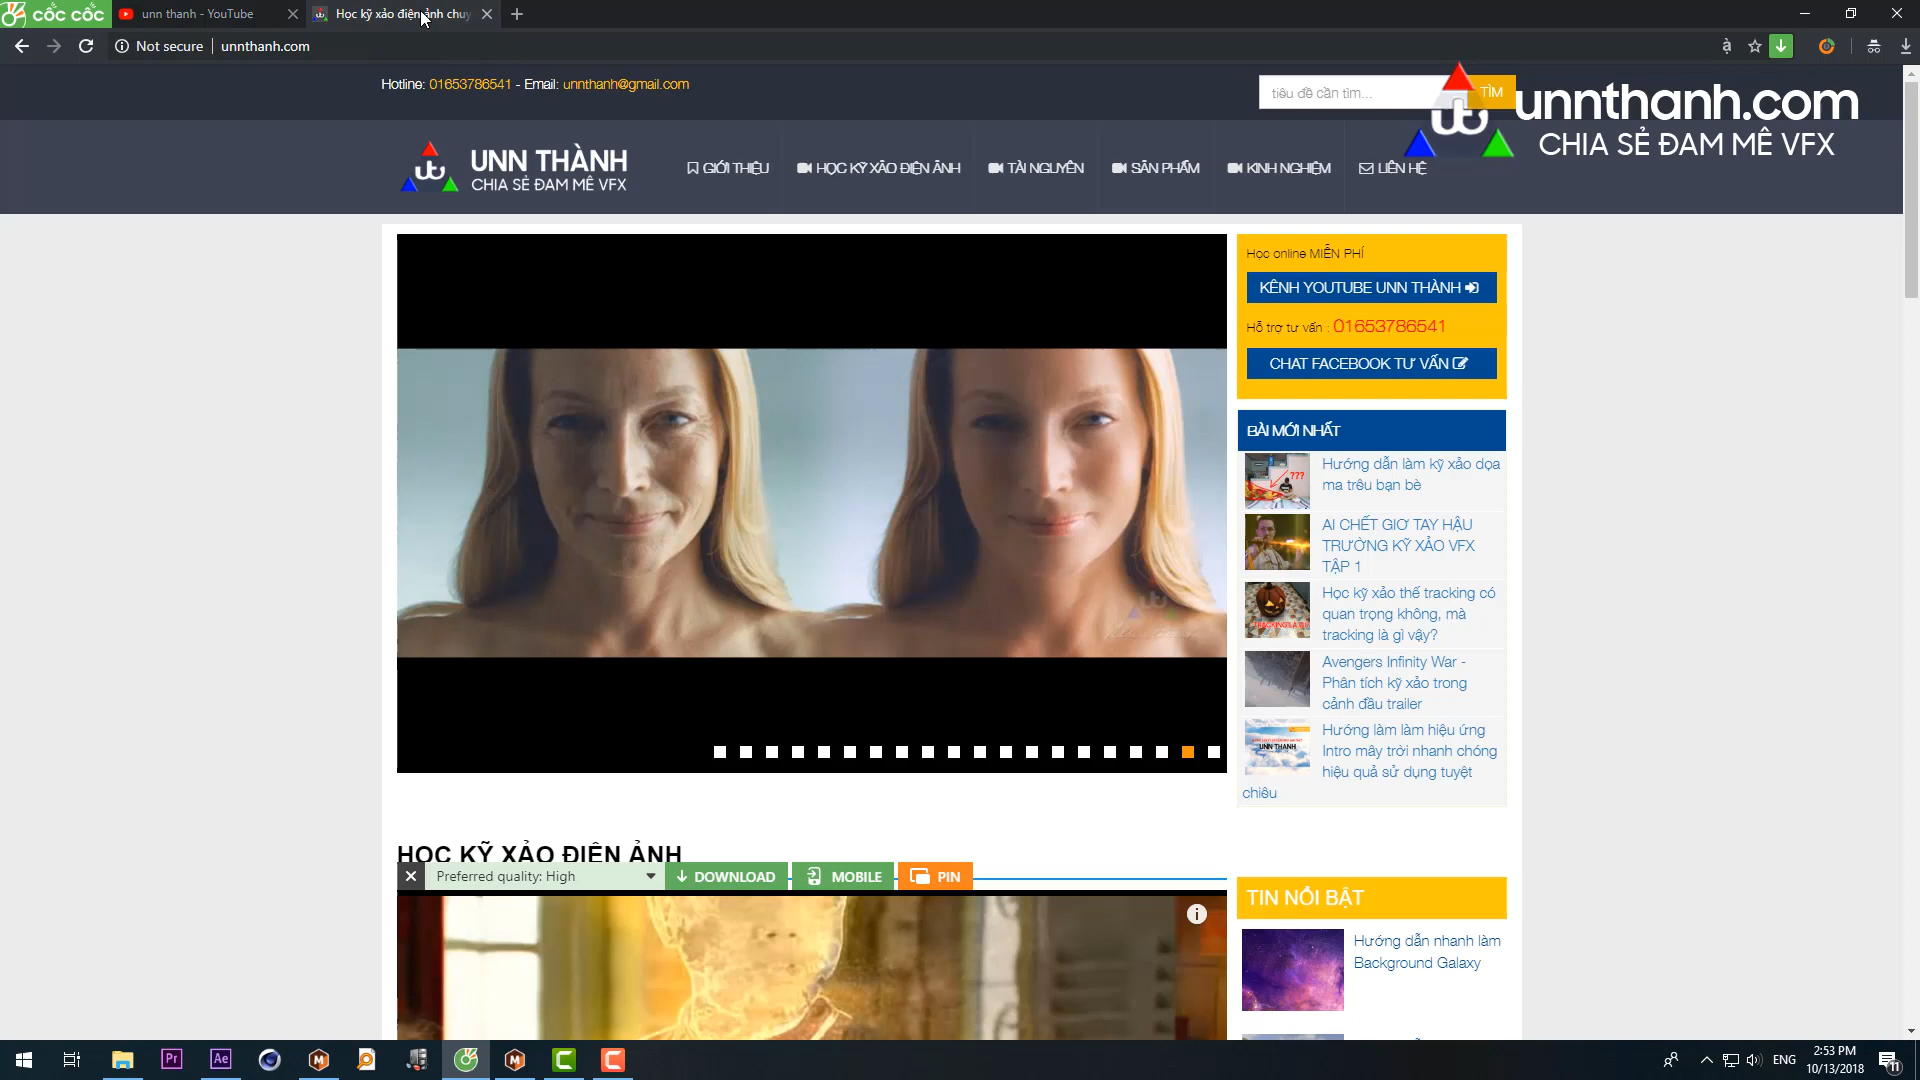 cốc cốc
unn thanh - YouTube
Học kỹ xảo điện ảnh chuy
Not secure
unnthanh.com
Hotline: 01653786541 - Email: unnthanh@gmail.com
tiêu đề cần tìm...
TÌM
unnthanh.com
CHIA SẺ ĐAM MÊ VFX
UNN THÀNH
CHIA SẺ ĐAM MÊ VFX
GIỚI THIỆU
HỌC KỸ XẢO ĐIỆN ẢNH
TÀI NGUYÊN
SẢN PHẨM
KINH NGHIỆM
LIÊN HỆ
Học online MIỄN PHÍ
KÊNH YOUTUBE UNN THÀNH
Hỗ trợ tư vấn : 01653786541
CHAT FACEBOOK TƯ VẤN
BÀI MỚI NHẤT
???
Hướng dẫn làm kỹ xảo dọa
ma trêu bạn bè
AI CHẾT GIƠ TAY HẬU
TRƯỜNG KỸ XẢO VFX
TẬP 1
Học kỹ xảo thế tracking có
quan trọng không, mà
tracking là gì vậy?
Avengers Infinity War -
Phân tích kỹ xảo trong
cảnh đầu trailer
UNN THANH
Hướng làm làm hiệu ứng
Intro mây trời nhanh chóng
hiệu quả sử dụng tuyệt
chiêu
HỌC KỸ XẢO ĐIỆN ẢNH
Preferred quality: High
DOWNLOAD
MOBILE
PIN
TIN NỔI BẬT
Hướng dẫn nhanh làm
Background Galaxy
Pr
Ae
ENG
2:53 PM
10/13/2018
11